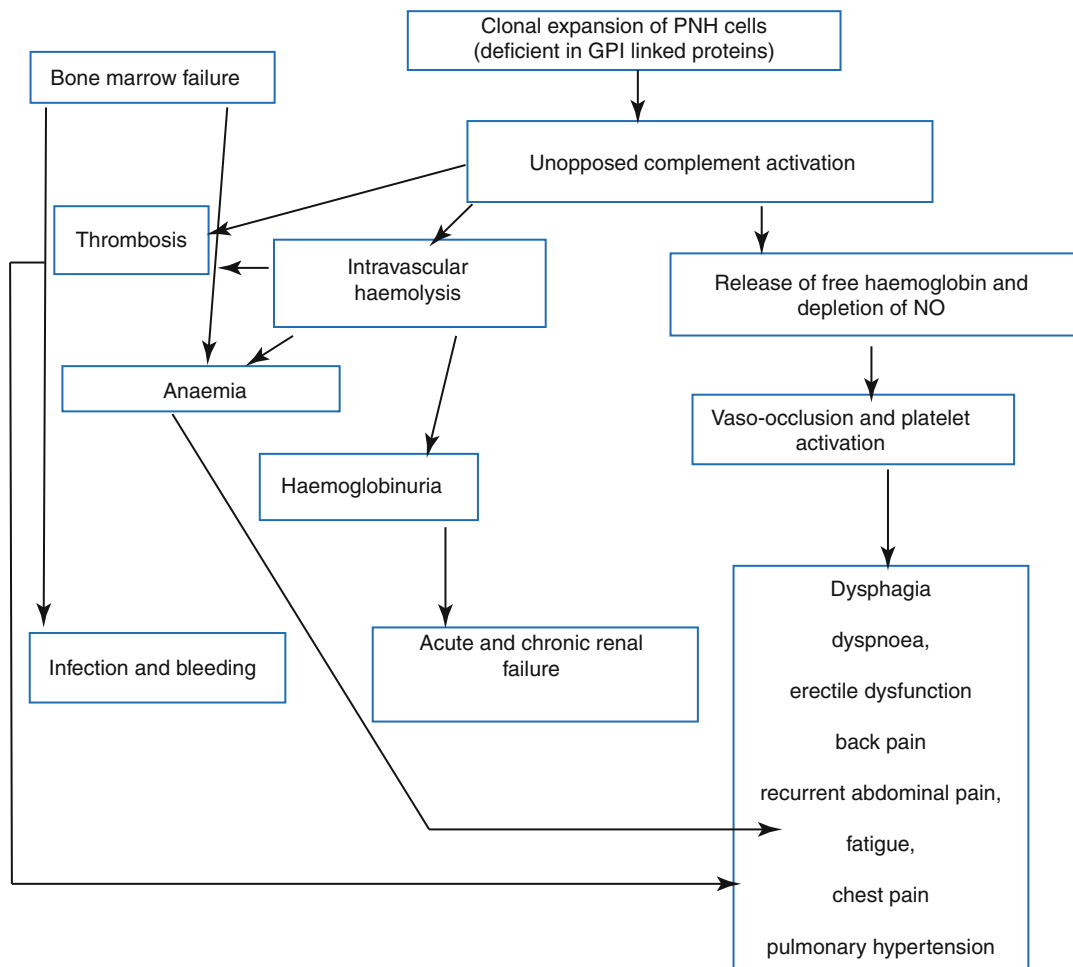 Clonal expansion of PNH cells
(deficient in GPI linked proteins)
Bone marrow failure
Unopposed complement activation
Thrombosis
Intravascular
haemolysis
Release of free haemoglobin and
depletion of NO
Anaemia
Vaso-occlusion and platelet
activation
Haemoglobinuria
Infection and bleeding
Acute and chronic renal
failure
Dysphagia
dyspnoea,
erectile dysfunction
back pain
recurrent abdominal pain,
fatigue,
chest pain
pulmonary hypertension